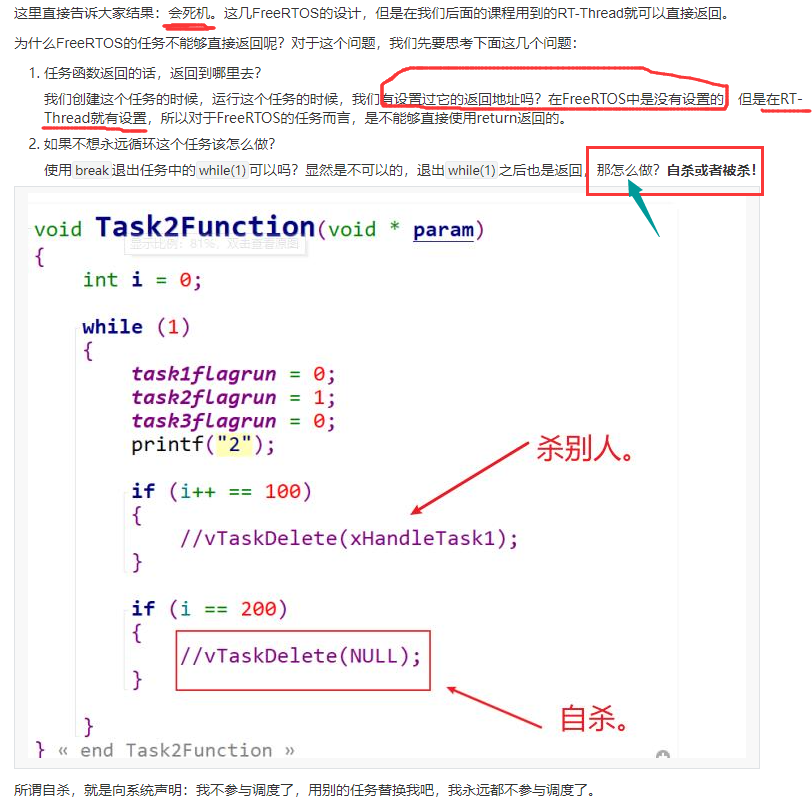 这里直接告诉大家结果：会死机。这几FreeRTOS的设计，但是在我们后面的课程用到的RT-Thread就可以直接返回。
为什么FreeRTOS的任务不能够直接返回呢？对于这个问题，我们先要思考下面这几个问题：
1. 任务函数返回的话，返回到哪里去？
我们创建这个任务的时候，运行这个任务的时候，我们有设置过它的返回地址吗？在FreeRTOS中是没有设置的，但是在RT-
Thread就有设置，所以对于FreeRTOS的任务而言，是不能够直接使用return返回的。
2. 如果不想永远循环这个任务该怎么做？
使用break退出任务中的while(1)可以吗？显然是不可以的，退出while(1)之后也是返回，那怎么做？自杀或者被杀！
void Task2Function(void * param)
显示比例：81%，双击查看原图
{
int i = 0;
while (1)
{
task1flagrun = 0;
task2flagrun = 1;
task3flagrun = 0;
printf("2");
杀别人。
if (i++ == 100)
{
//vTaskDelete(xHandleTask1);
}
if (i == 200)
{
//vTaskDelete(NULL);
}
自杀。
}
} « end Task2Function »
所谓自杀，就是向系统声明：我不参与调度了，用别的任务替换我吧，我永远都不参与调度了。